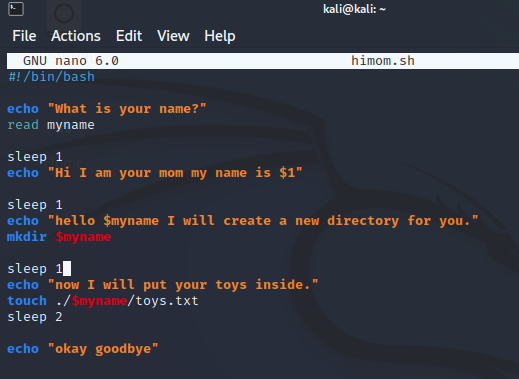 kali@kali: ~
File Actions Edit View Help
GNU nano 6.0 himom.sh
#!/bin/bash
echo "What is your name?"
read myname
sleep 1
echo "Hi I am your mom my name is $1"
sleep 1
echo "hello $myname I will create a new directory for you."
mkdir $myname
sleep 1
echo "now I will put your toys inside."
touch ./$myname/toys.txt
sleep 2
echo "okay goodbye"